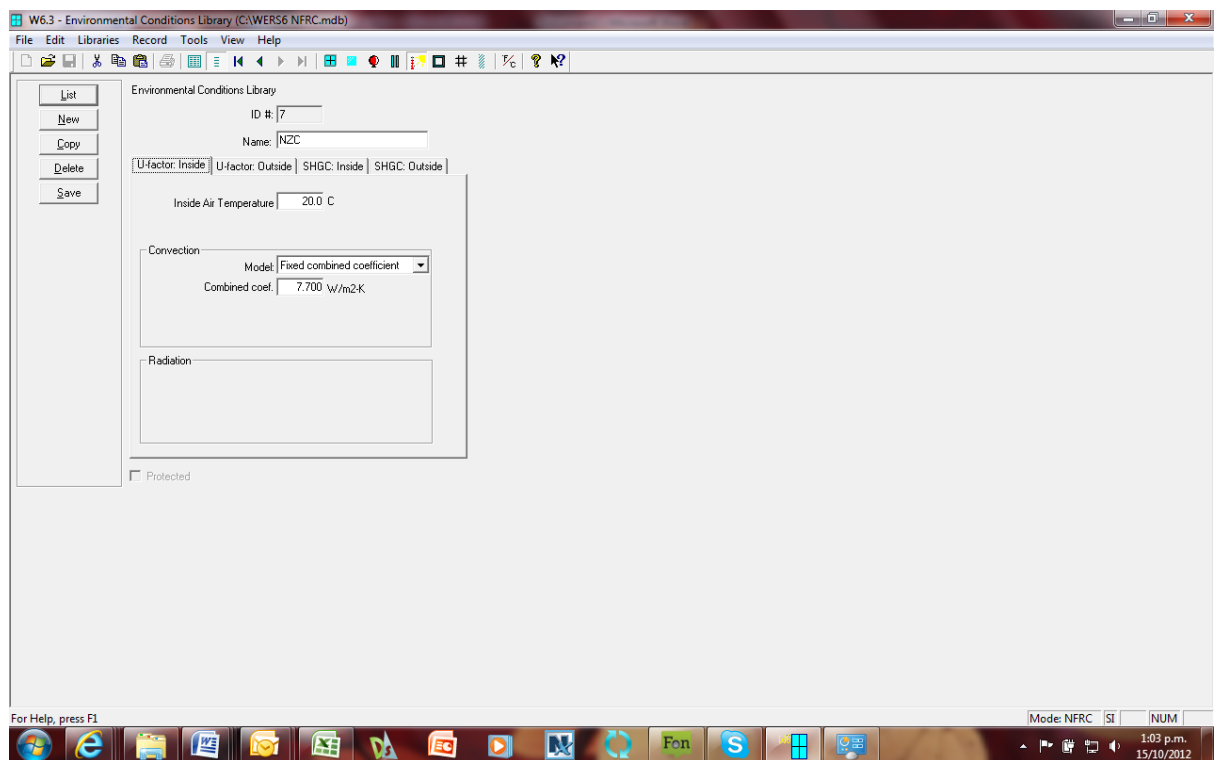 W6.3 - Environmental Conditions Library (C:\WERS6 NFRC.mdb)
File Edit Libraries Record Tools View Help
List
New
Copy
Delete
Save
Environmental Conditions Library
ID #: 7
Name: NZC
U-factor: Inside U-factor: Outside SHGC: Inside SHGC: Outside
Inside Air Temperature 20.0 C
Convection
Model: Fixed combined coefficient
Combined coef. 7.700 W/m2-K
Radiation
Protected
For Help, press F1
Mode: NFRC SI NUM
Fon
1:03 p.m.
15/10/2012